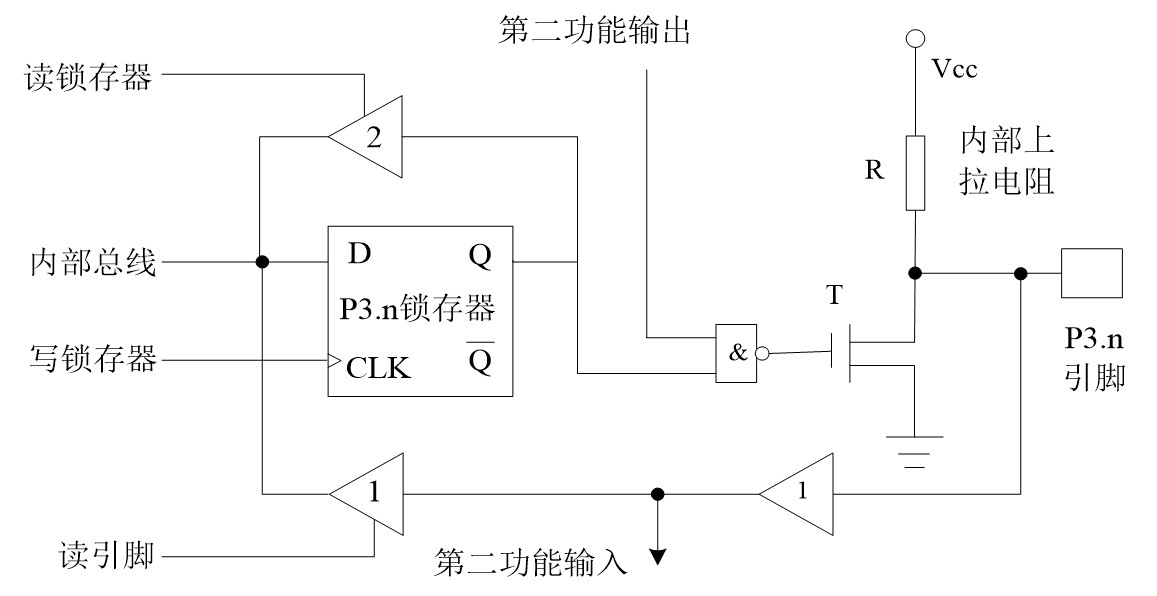 第二功能输出
读锁存器
Vcc
2
内部上
拉电阻
R
内部总线
D
Q
P3.n锁存器
T
写锁存器
CLK
Q
&
P3.n
引脚
1
1
读引脚
第二功能输入